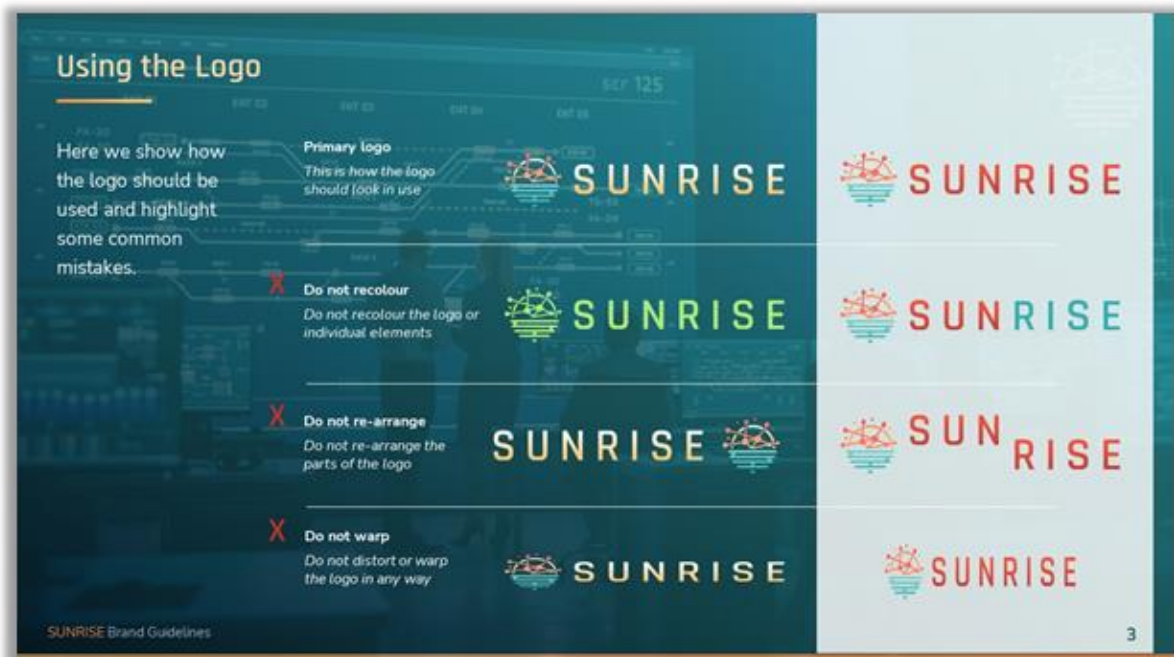 Using the Logo
SEF 125
Here we show how
the logo should be
used and highlight
some common
mistakes.
Primary logo
This is how the logo
should look in use
SUNRISE
SUNRISE
X
Do not recolour
Do not recolour the logo or
individual elements
SUNRISE
SUNRISE
X
Do not re-arrange
Do not re-arrange the
parts of the logo
SUNRISE
SUN
RISE
X
Do not warp
Do not distort or warp
the logo in any way
SUNRISE
SUNRISE
SUNRISE Brand Guidelines
3